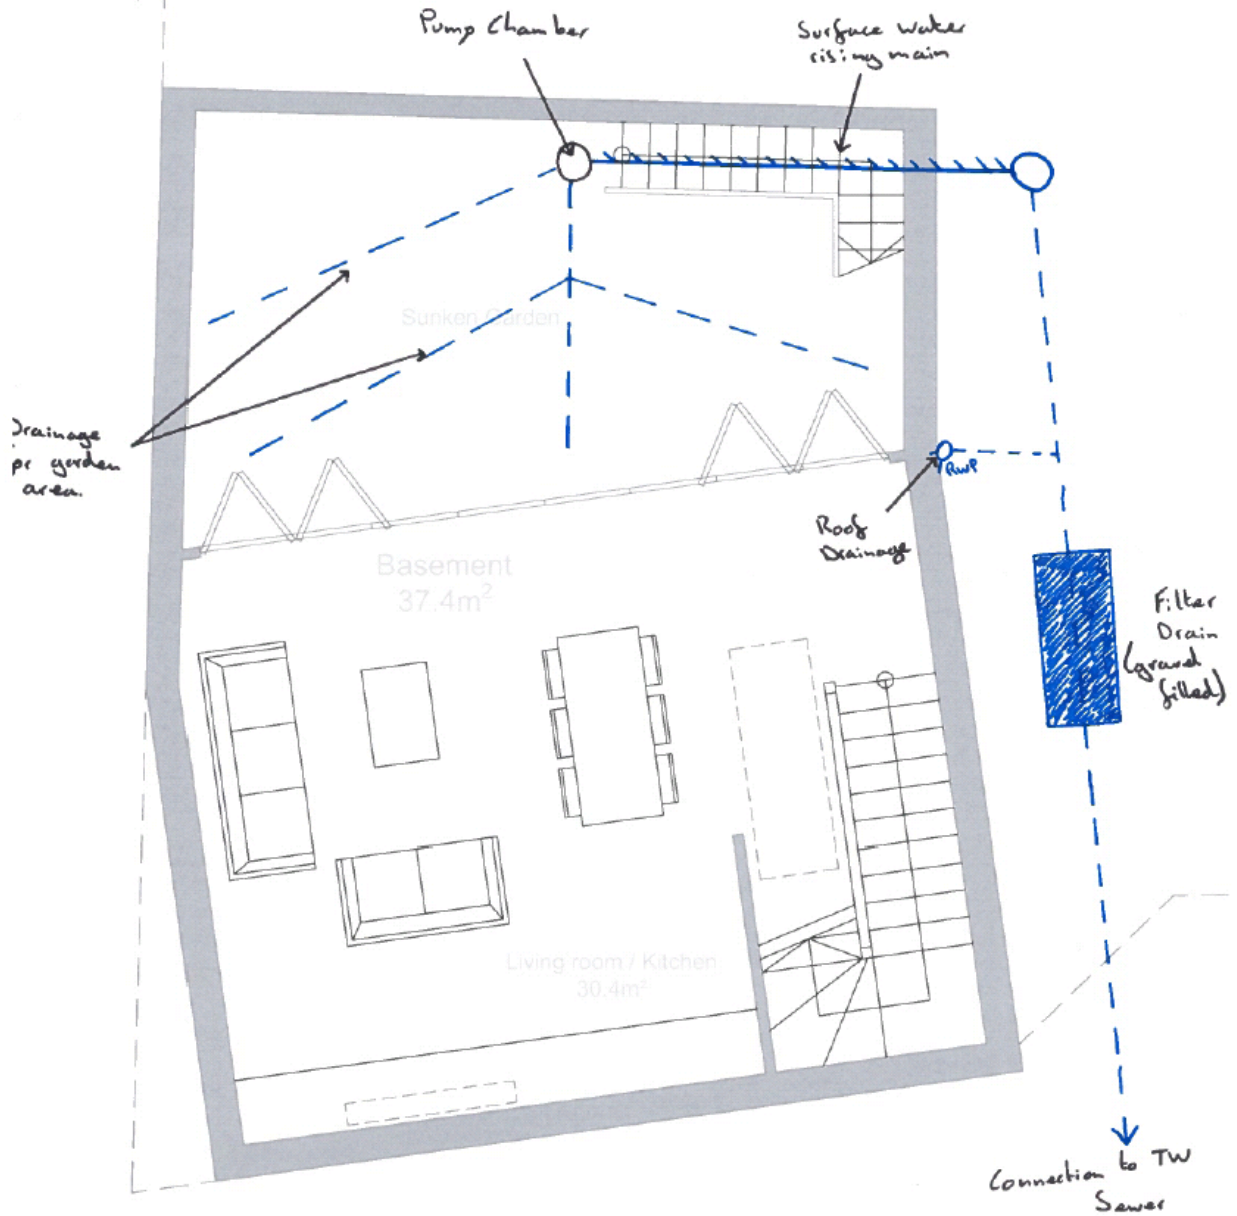 Pump Chamber
Surface water
rising main
Sunken Garden
Drainage
for garden
area.
RWP
Roof
Drainage
Basement
37.4m²
Filter
Drain
(gravel
filled)
Living room / Kitchen
30.4m²
Connection to TW
Sewer